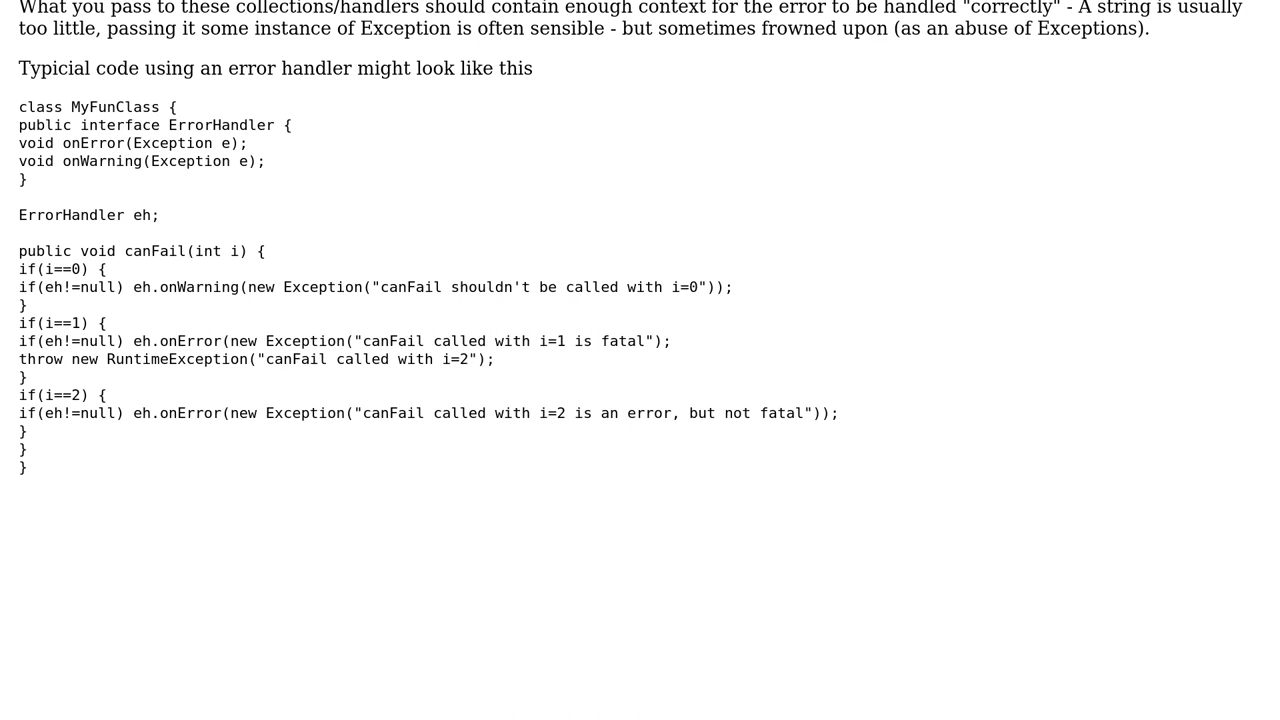 What you pass to these collections/handlers should contain enough context for the error to be handled "correctly" - A string is usually
too little, passing it some instance of Exception is often sensible - but sometimes frowned upon (as an abuse of Exceptions).
Typicial code using an error handler might look like this
class MyFunClass {
public interface ErrorHandler {
void onError(Exception e);
void onWarning(Exception e);
}
ErrorHandler eh;
public void canFail(int i) {
if(i==0) {
if(eh!=null) eh.onWarning(new Exception("canFail shouldn't be called with i=0"));
}
if(i==1) {
if(eh!=null) eh.onError(new Exception("canFail called with i=1 is fatal");
throw new RuntimeException("canFail called with i=2");
}
if(i==2) {
if(eh!=null) eh.onError(new Exception("canFail called with i=2 is an error, but not fatal"));
}
}
}